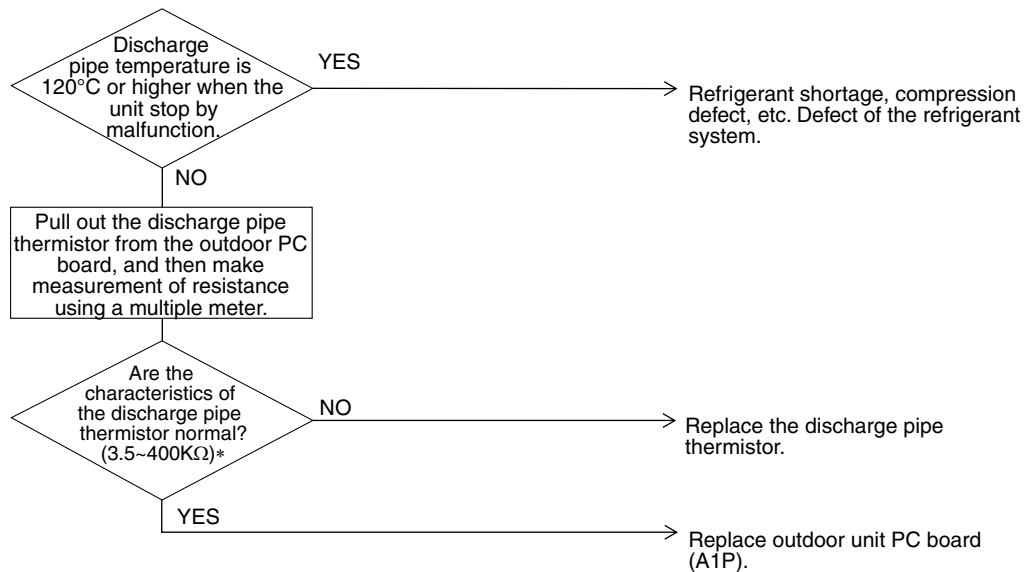 Discharge
pipe temperature is
120°C or higher when the
unit stop by
malfunction.
YES
Refrigerant shortage, compression
defect, etc. Defect of the refrigerant
system.
NO
Pull out the discharge pipe
thermistor from the outdoor PC
board, and then make
measurement of resistance
using a multiple meter.
Are the
characteristics of
the discharge pipe
thermistor normal?
(3.5~400KΩ)*
NO
Replace the discharge pipe
thermistor.
YES
Replace outdoor unit PC board
(A1P).